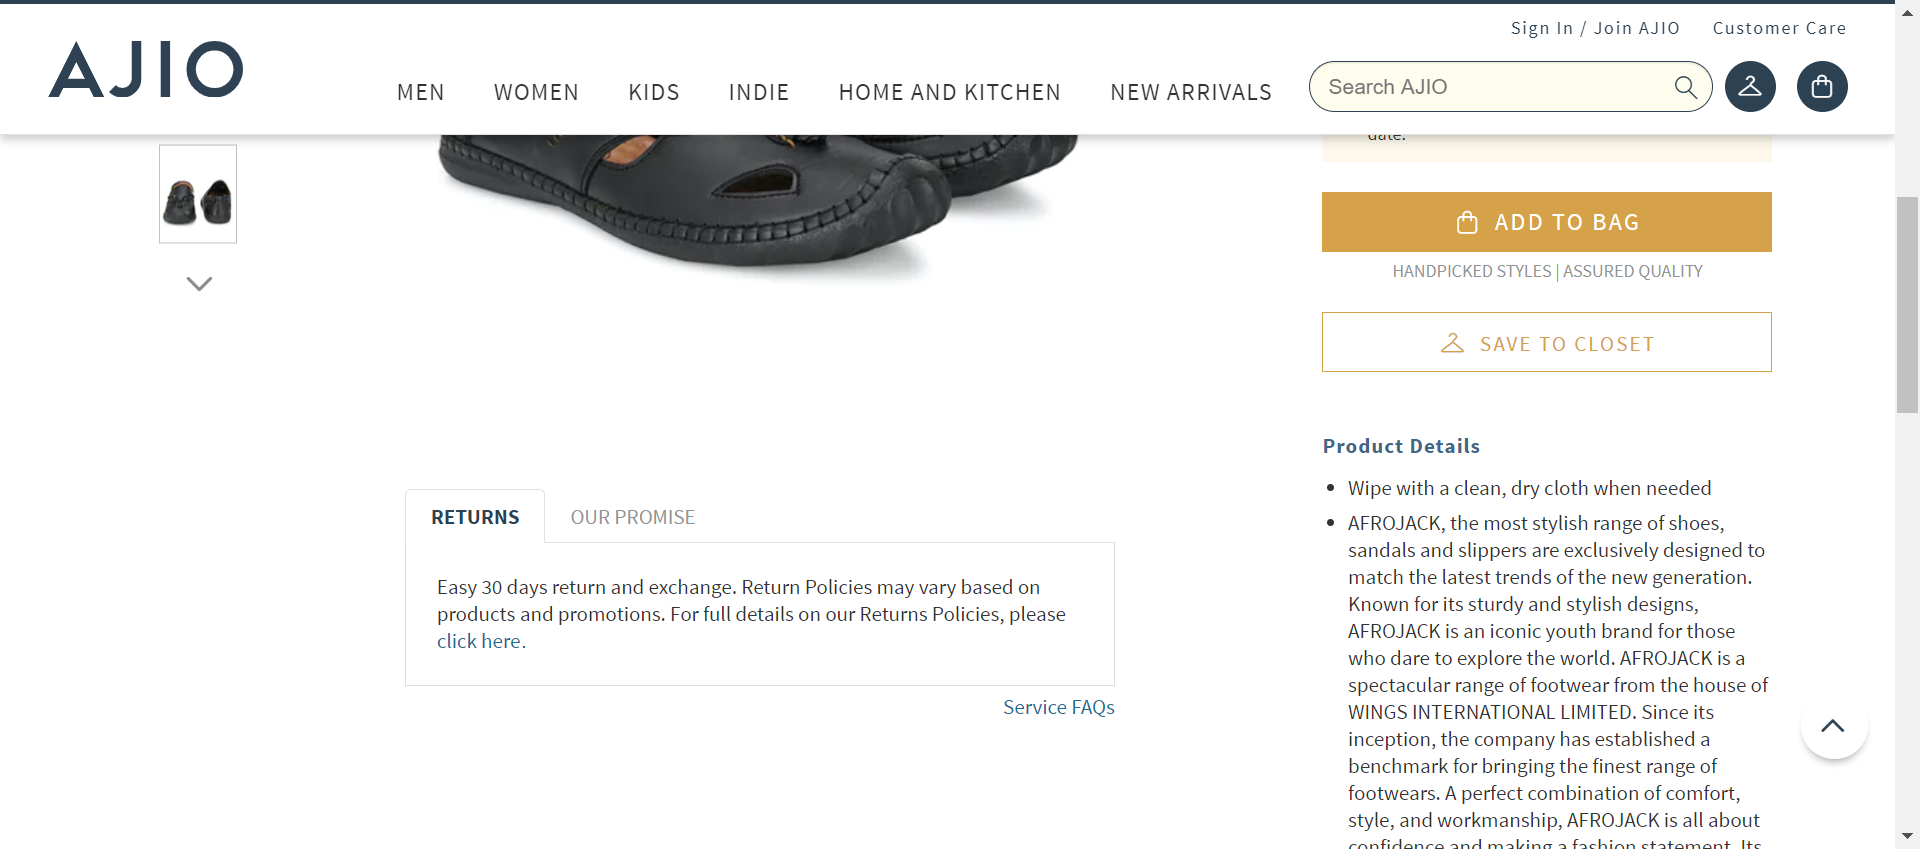 Sign In / Join AJIO
Customer Care
AJIO
MEN
WOMEN
KIDS
INDIE
HOME AND KITCHEN
NEW ARRIVALS
Search AJIO
date.
ADD TO BAG
HANDPICKED STYLES | ASSURED QUALITY
SAVE TO CLOSET
RETURNS
OUR PROMISE
Easy 30 days return and exchange. Return Policies may vary based on
products and promotions. For full details on our Returns Policies, please
click here.
Service FAQs
Product Details
• Wipe with a clean, dry cloth when needed
• AFROJACK, the most stylish range of shoes,
sandals and slippers are exclusively designed to
match the latest trends of the new generation.
Known for its sturdy and stylish designs,
AFROJACK is an iconic youth brand for those
who dare to explore the world. AFROJACK is a
spectacular range of footwear from the house of
WINGS INTERNATIONAL LIMITED. Since its
inception, the company has established a
benchmark for bringing the finest range of
footwears. A perfect combination of comfort,
style, and workmanship, AFROJACK is all about
confidence and making a fashion statement. Its